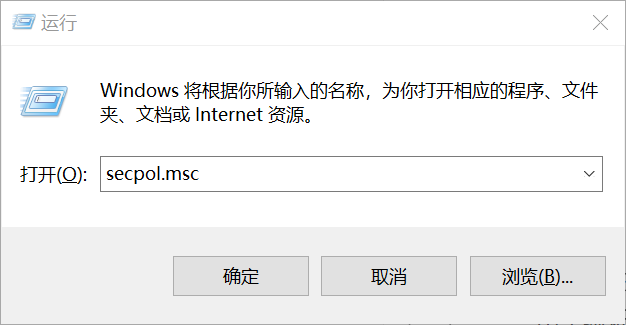 运行
Windows 将根据你所输入的名称，为你打开相应的程序、文件
夹、文档或 Internet 资源。
打开(O): secpol.msc
确定 取消 浏览(B)...